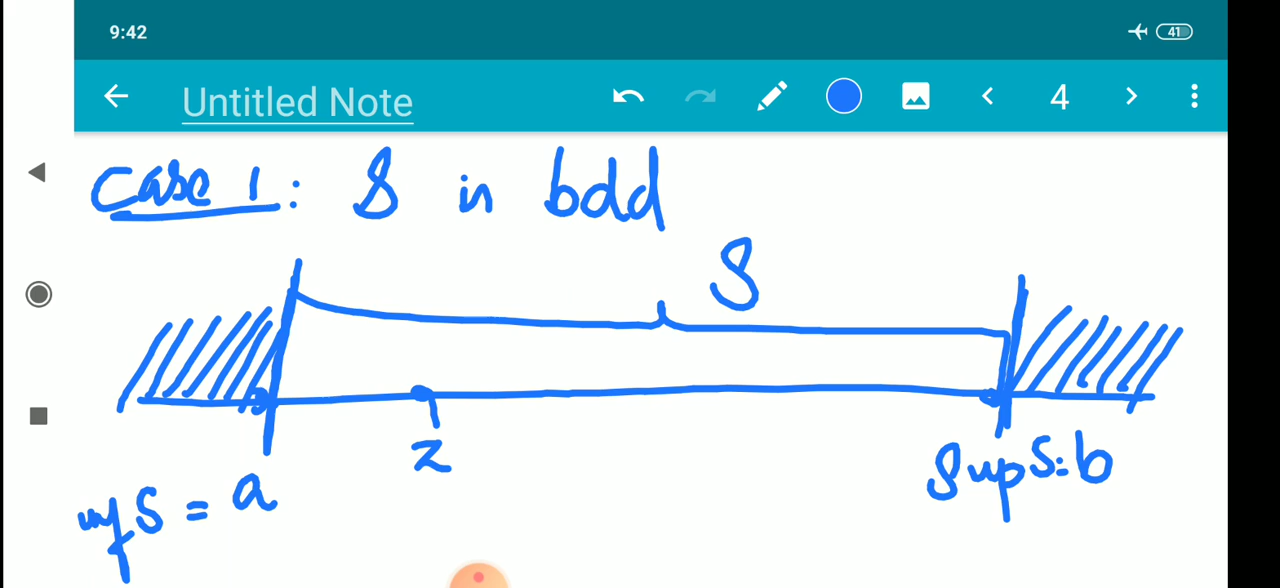 9:42
41
Untitled Note
4
Case 1: S in bdd
S
z
Sup S = b
inf S = a